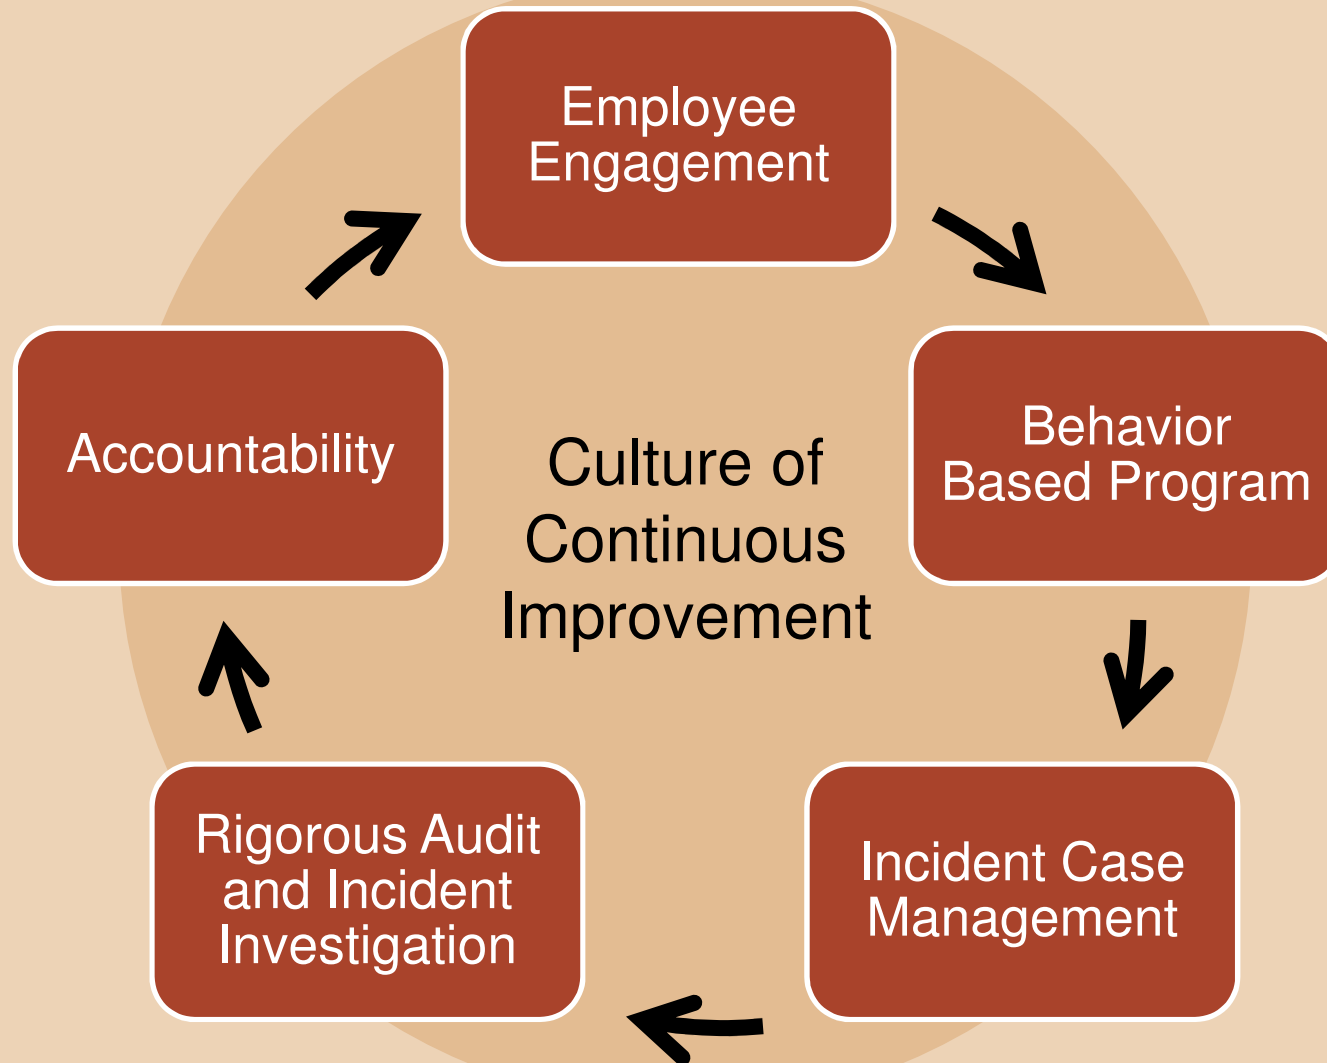 Employee
Engagement
Behavior
Based Program
Incident Case
Management
Rigorous Audit
and Incident
Investigation
Accountability
Culture of
Continuous
Improvement